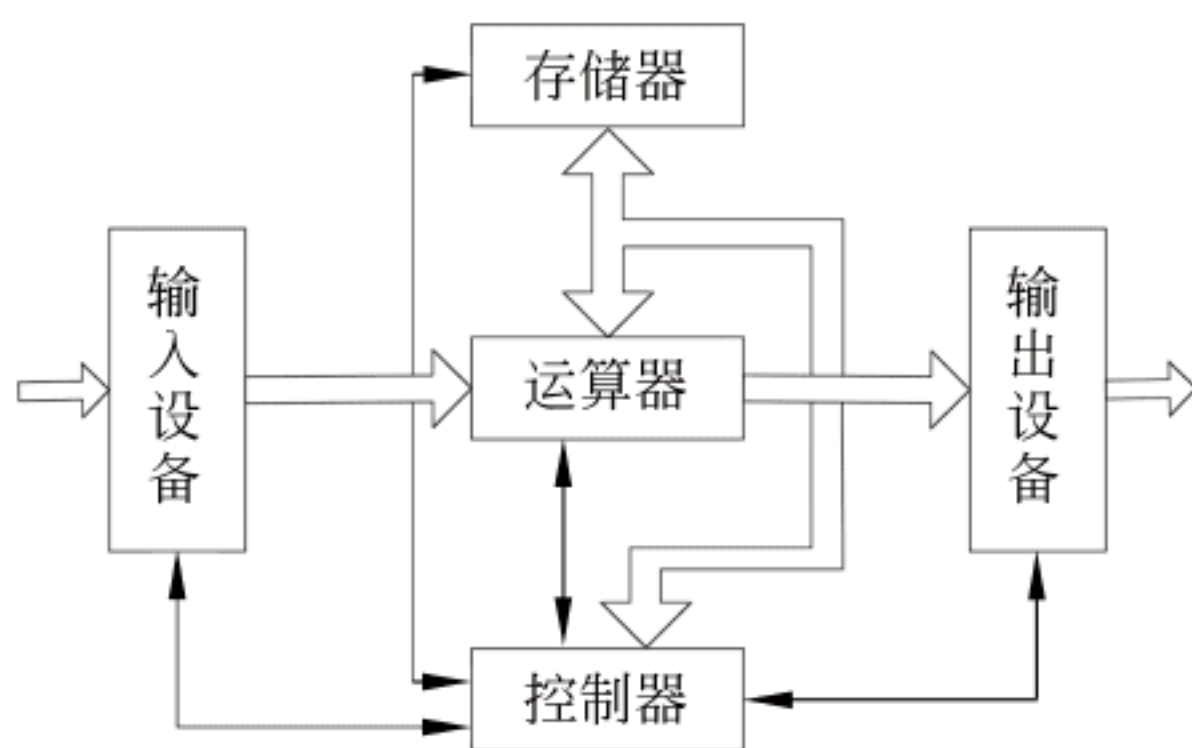 存储器
输入设备
运算器
输出设备
控制器